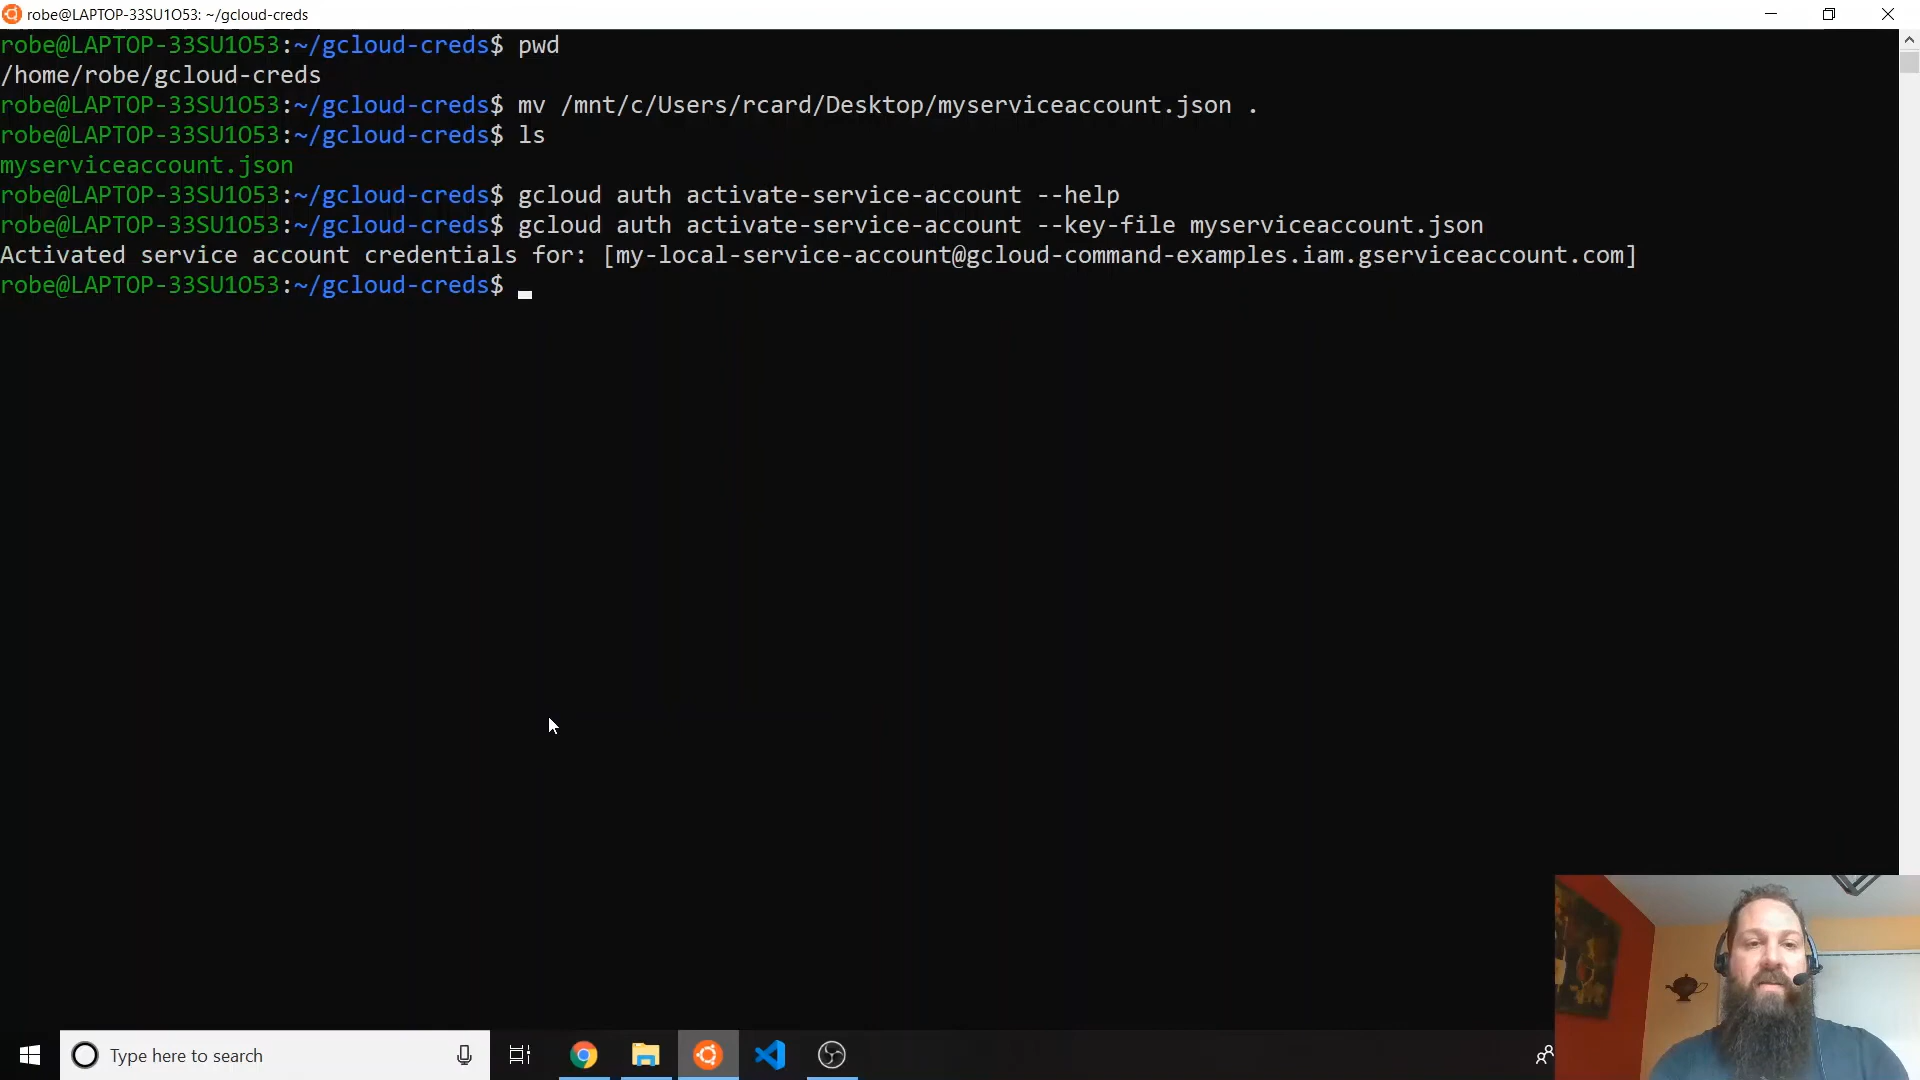 robe@LAPTOP-33SU1O53: ~/gcloud-creds
robe@LAPTOP-33SU1O53:~/gcloud-creds$ pwd
/home/robe/gcloud-creds
robe@LAPTOP-33SU1O53:~/gcloud-creds$ mv /mnt/c/Users/rcard/Desktop/myserviceaccount.json .
robe@LAPTOP-33SU1O53:~/gcloud-creds$ ls
myserviceaccount.json
robe@LAPTOP-33SU1O53:~/gcloud-creds$ gcloud auth activate-service-account --help
robe@LAPTOP-33SU1O53:~/gcloud-creds$ gcloud auth activate-service-account --key-file myserviceaccount.json
Activated service account credentials for: [my-local-service-account@gcloud-command-examples.iam.gserviceaccount.com]
robe@LAPTOP-33SU1O53:~/gcloud-creds$
Type here to search